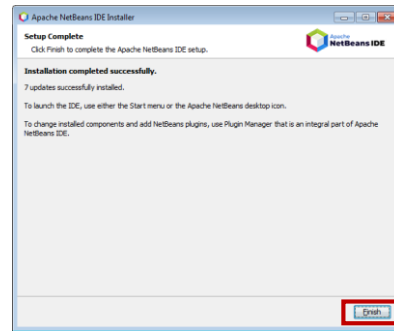 Apache NetBeans IDE Installer
Setup Complete
Click Finish to complete the Apache NetBeans IDE setup.
Apache
NetBeans IDE
Installation completed successfully.
7 updates successfully installed.
To launch the IDE, use either the Start menu or the Apache NetBeans desktop icon.
To change installed components and add NetBeans plugins, use Plugin Manager that is an integral part of Apache
NetBeans IDE.
Finish